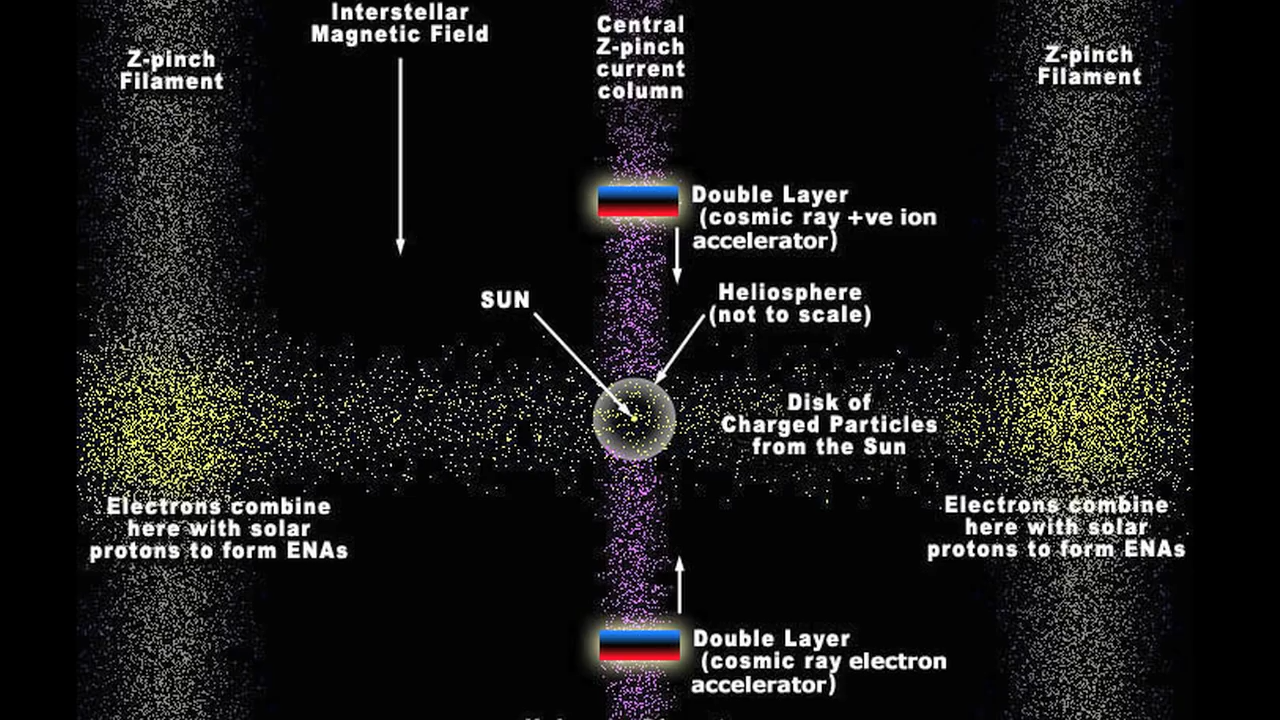 Interstellar
Magnetic Field
Central
Z-pinch
current
column
Z-pinch
Filament
Z-pinch
Filament
Double Layer
(cosmic ray +ve ion
accelerator)
SUN
Heliosphere
(not to scale)
Disk of
Charged Particles
from the Sun
Electrons combine
here with solar
protons to form ENAs
Electrons combine
here with solar
protons to form ENAs
Double Layer
(cosmic ray electron
accelerator)